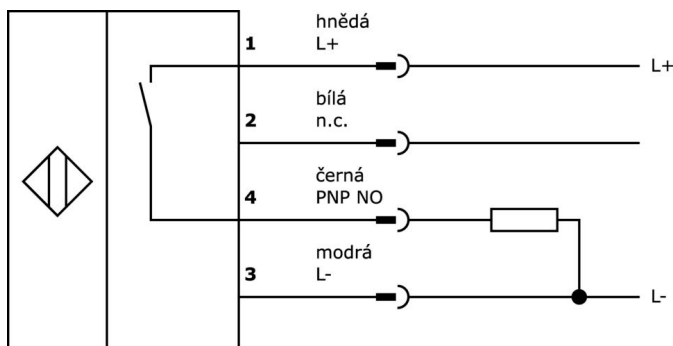 hnědá
1
L+
L+
bílá
2
n.c.
černá
4
PNP NO
modrá
3
L-
L-